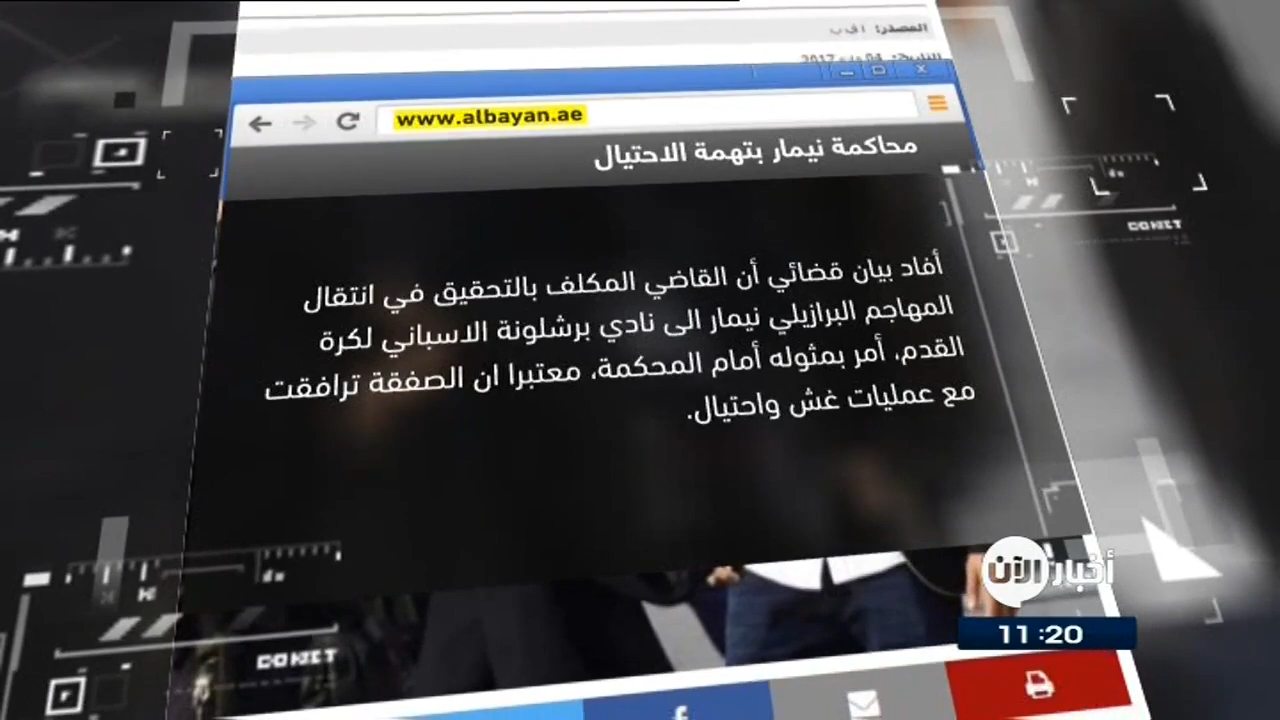 المصدر: أ ف ب
www.albayan.ae
محاكمة نيمار بتهمة الاحتيال
أفاد بيان قضائي أن القاضي المكلف بالتحقيق في انتقال
المهاجم البرازيلي نيمار الى نادي برشلونة الاسباني لكرة
القدم، أمر بمثوله أمام المحكمة، معتبرا ان الصفقة ترافقت
مع عمليات غش واحتيال.
أخبار الآن
11:20